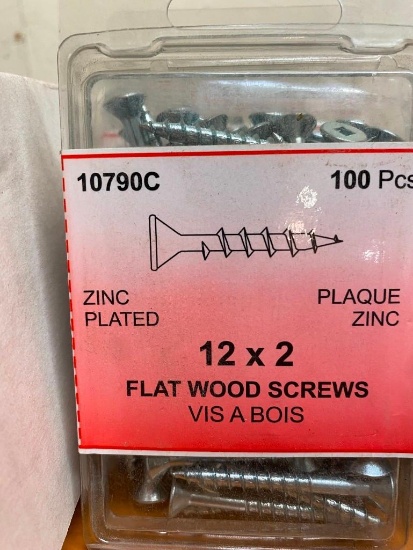 10790C 100 Pcs
ZINC PLAQUE
PLATED ZINC
12 x 2
FLAT WOOD SCREWS
VIS A BOIS